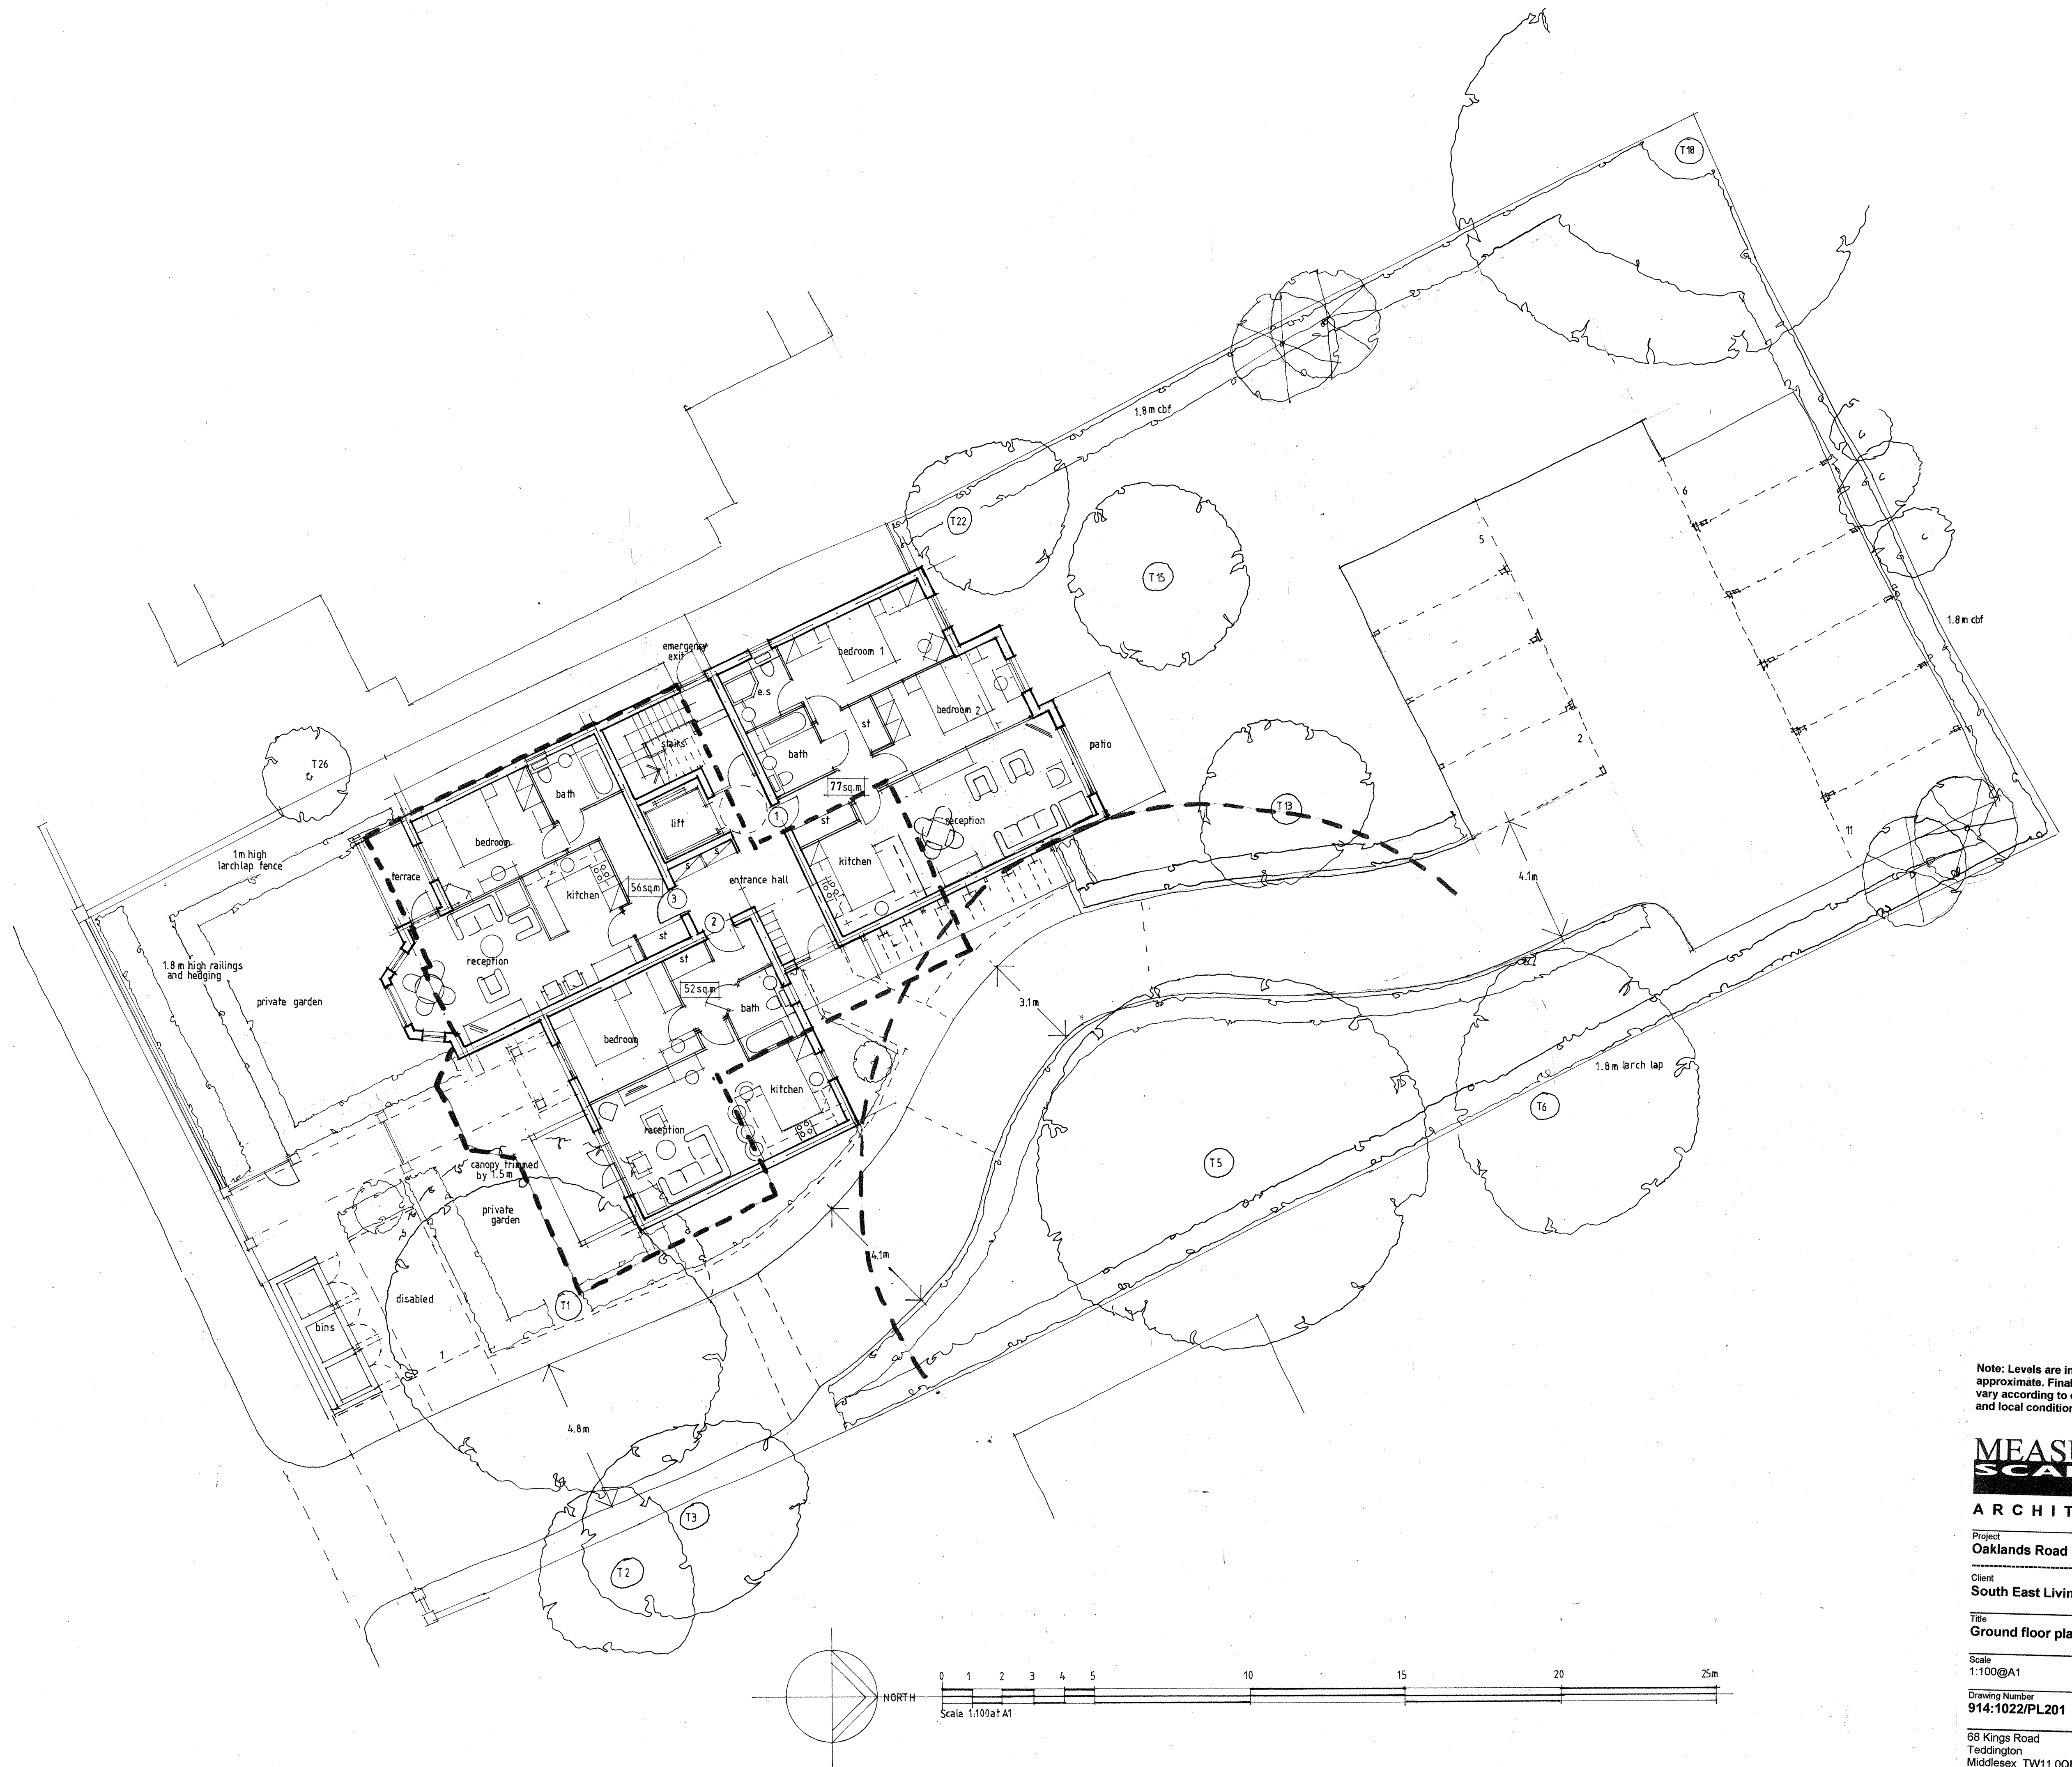 T18
1.8m cbf
6
T22
5
T15
1.8m cbf
emergency
exit
bedroom 1
e.s
bedroom 2
st
stairs
bath
patio
2
T26
bath
77sq.m
T13
1
st
reception
lift
11
bedroom
1m high
larchlap fence
kitchen
s
s
terrace
entrance hall
4.1m
56sq.m
kitchen
3
2
st
st
reception
1.8 m high railings
and hedging
52sq.m
private garden
3.1m
bath
bedroom
1.8m larch lap
kitchen
T6
reception
T5
canopy trimmed
by 1.5m
private
garden
4.1m
disabled
T1
bins
1
4.8m
T3
T2
NORTH
0 1 2 3 4 5 10 15 20 25m
Scale 1:100 at A1
Note: Levels are
approximate. Final
vary according to
and local condition
ARCHIT
Project
Oaklands Road
Client
South East Livin
Title
Ground floor pla
Scale
1:100@A1
Drawing Number
914:1022/PL201
68 Kings Road
Teddington
Middlesex TW11